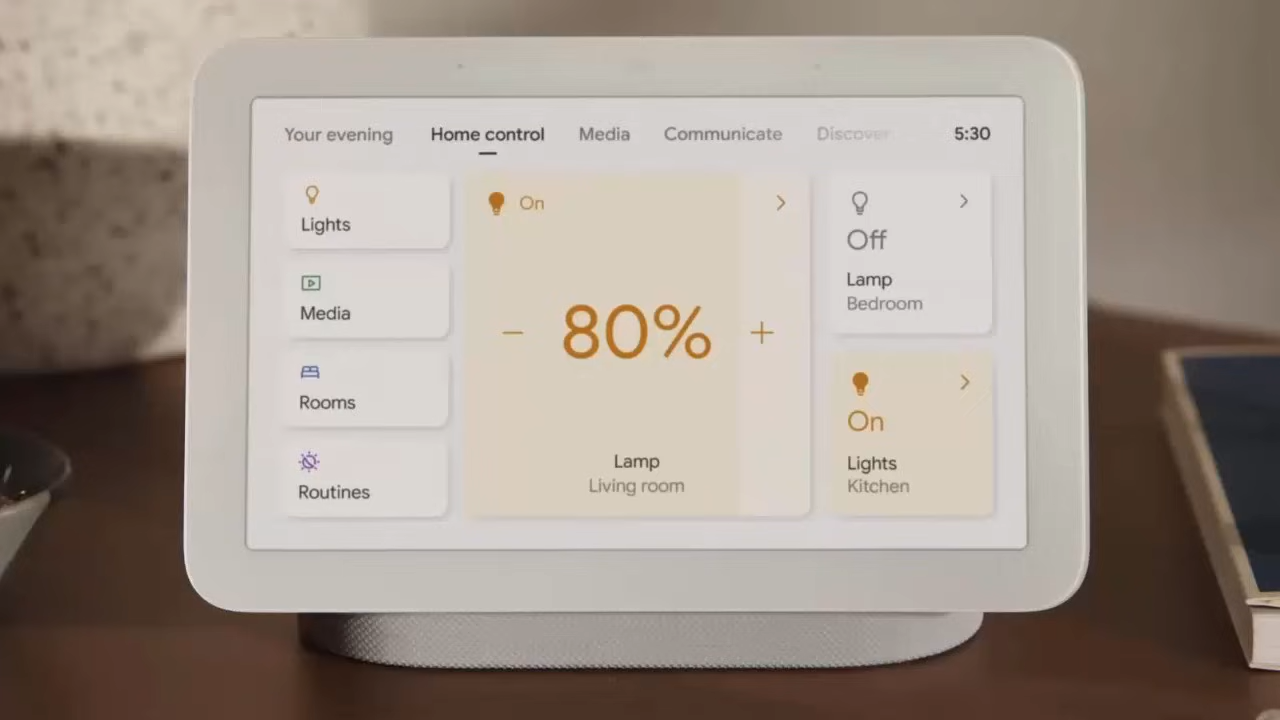 Your evening Home control Media Communicate Discover 5:30
Lights
Media
Rooms
Routines
On
− 80% +
Lamp
Living room
Off
Lamp
Bedroom
On
Lights
Kitchen